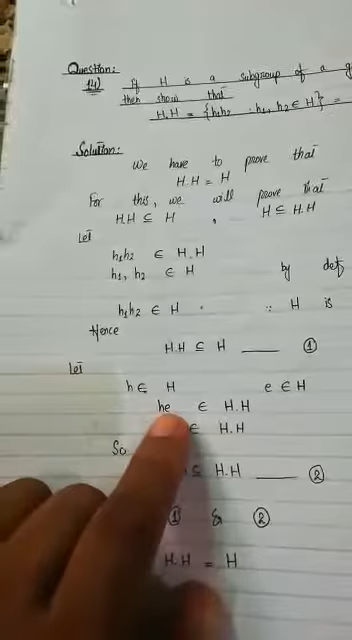 Question:
14) If H is a subgroup of a g
then show that
H.H = {h₁h₂ : h₁, h₂ ∈ H} =
Solution:
We have to prove that
H.H = H
For this, we will prove that
H.H ⊆ H , H ⊆ H.H
Let
h₁h₂ ∈ H.H
h₁, h₂ ∈ H by def
h₁h₂ ∈ H . ∵ H is
Hence
H.H ⊆ H ___ ①
Let
h ∈ H e ∈ H
he ∈ H.H
∈ H.H
So
⊆ H.H ___ ②
① & ②
H.H = H